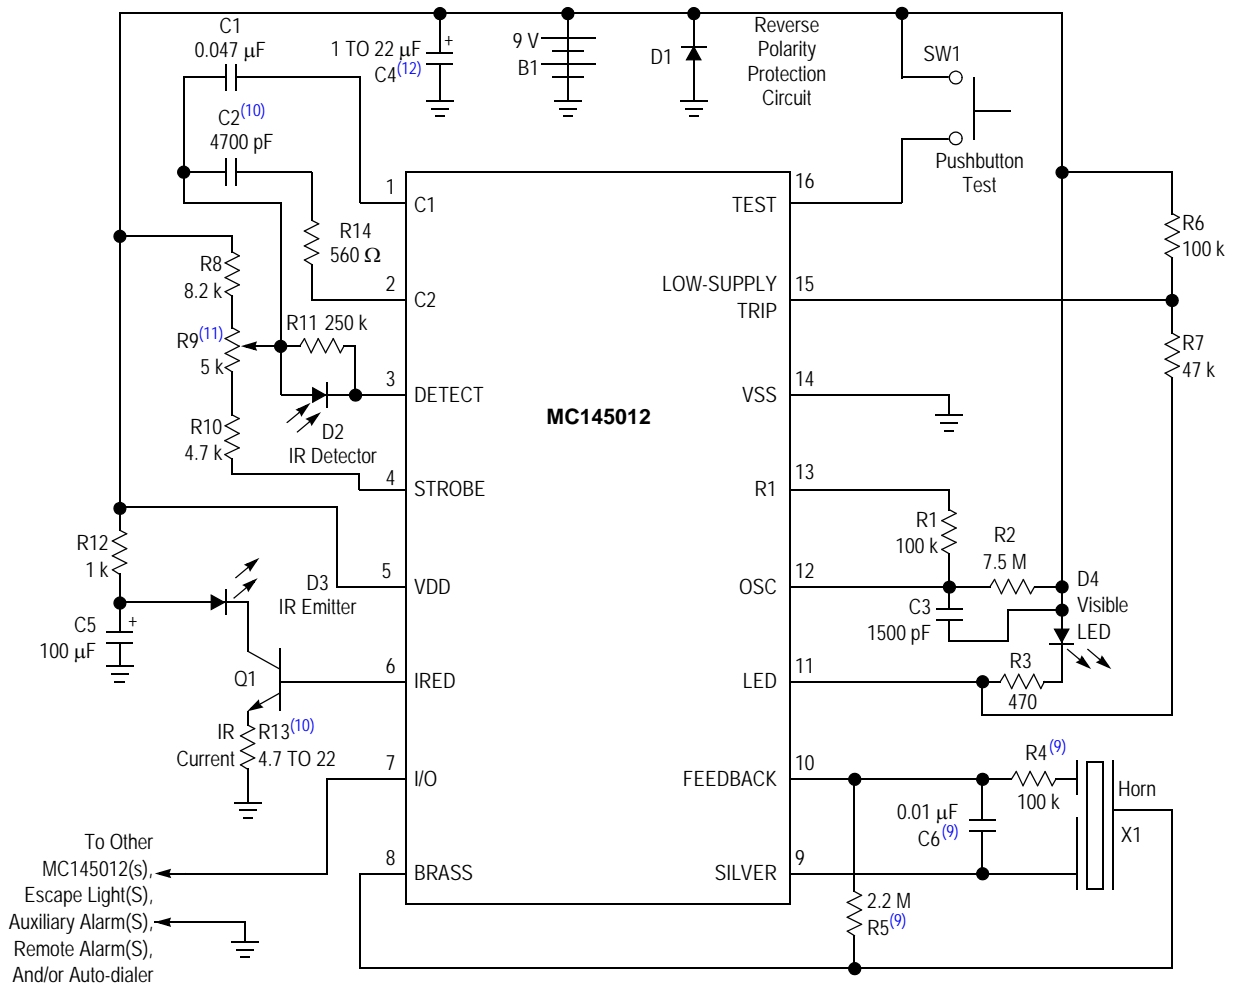 C1
0.047 μF
1 TO 22 μF
C4(12)
+
9 V
B1
D1
Reverse
Polarity
Protection
Circuit
SW1
Pushbutton
Test
C2(10)
4700 pF
R14
560 Ω
R8
8.2 k
R9(11)
5 k
R11 250 k
R10
4.7 k
D2
IR Detector
R12
1 k
D3
IR Emitter
C5
100 μF
+
Q1
IR
Current
R13(10)
4.7 TO 22
To Other
MC145012(s),
Escape Light(S),
Auxiliary Alarm(S),
Remote Alarm(S),
And/or Auto-dialer
MC145012
1
C1
2
C2
3
DETECT
4
STROBE
5
VDD
6
IRED
7
I/O
8
BRASS
16
TEST
15
LOW-SUPPLY
TRIP
14
VSS
13
R1
12
OSC
11
LED
10
FEEDBACK
9
SILVER
R6
100 k
R7
47 k
R1
100 k
R2
7.5 M
C3
1500 pF
D4
Visible
LED
R3
470
R4(9)
100 k
0.01 μF
C6(9)
Horn
X1
2.2 M
R5(9)